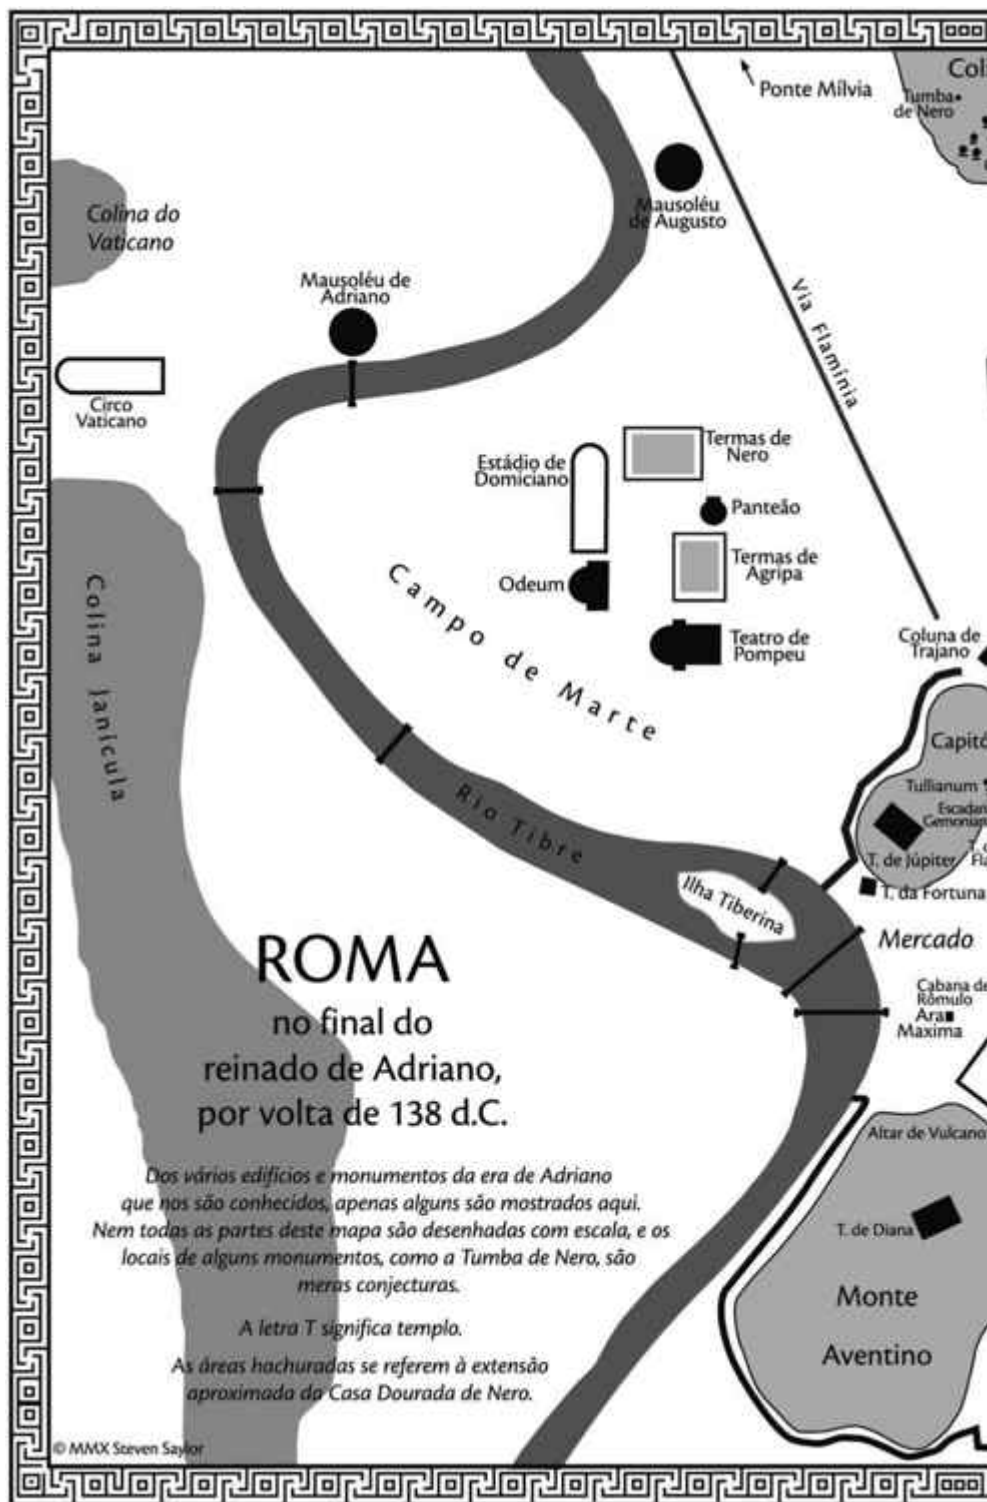 Ponte Mílvia
Tumba
de Nero
Mausoléu
de Augusto
Colina do
Vaticano
Mausoléu de
Adriano
Via Flamínia
Circo
Vaticano
Estádio de
Domiciano
Termas de
Nero
Panteão
Termas de
Agripa
Odeum
Teatro de
Pompeu
Campo de Marte
Colina Janícula
Coluna de
Trajano
Tullianum
T. de Júpiter
T. da Fortuna
Rio Tibre
Ilha Tiberina
Mercado
Cabana de
Rômulo
Ara
Maxima
ROMA
no final do
reinado de Adriano,
por volta de 138 d.C.
Altar de Vulcano
T. de Diana
Monte
Aventino
Dos vários edifícios e monumentos da era de Adriano
que nos são conhecidos, apenas alguns são mostrados aqui.
Nem todas as partes deste mapa são desenhadas com escala, e os
locais de alguns monumentos, como a Tumba de Nero, são
meras conjecturas.
A letra T significa templo.
As áreas hachuradas se referem à extensão
aproximada da Casa Dourada de Nero.
© MMX Steven Saylor